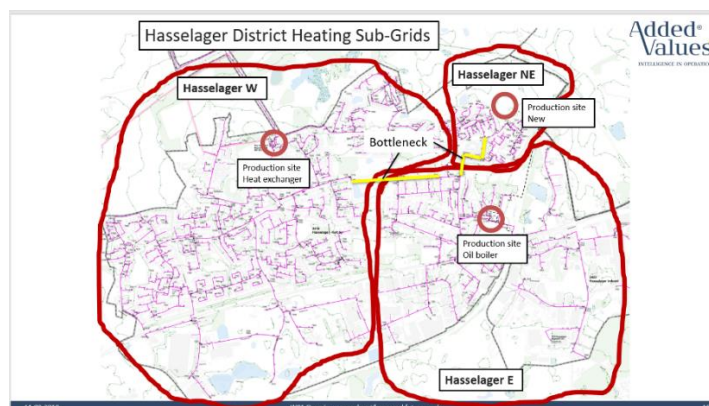 Hasselager District Heating Sub-Grids
Added
Values
INTELLIGENCE IN OPERATION
Hasselager W
Hasselager NE
Production site
New
Bottleneck
Production site
Heat exchanger
Production site
Oil boiler
Hasselager E